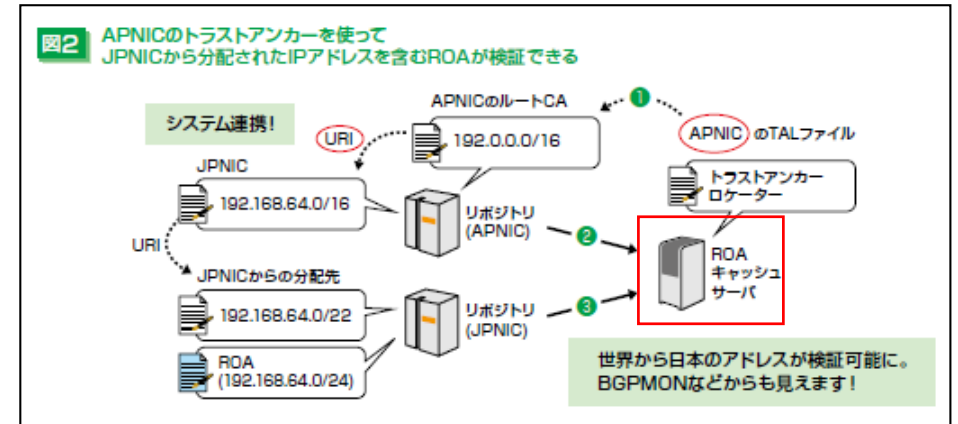 図2 APNICのトラストアンカーを使って
JPNICから分配されたIPアドレスを含むROAが検証できる
システム連携!
APNICのルートCA
192.0.0.0/16
URI
❶
APNIC のTALファイル
トラストアンカー
ロケーター
JPNIC
192.168.64.0/16
リポジトリ
(APNIC)
❷
URI
ROA
キャッシュ
サーバ
JPNICからの分配先
192.168.64.0/22
リポジトリ
(JPNIC)
❸
ROA
(192.168.64.0/24)
世界から日本のアドレスが検証可能に。
BGPMONなどからも見えます!